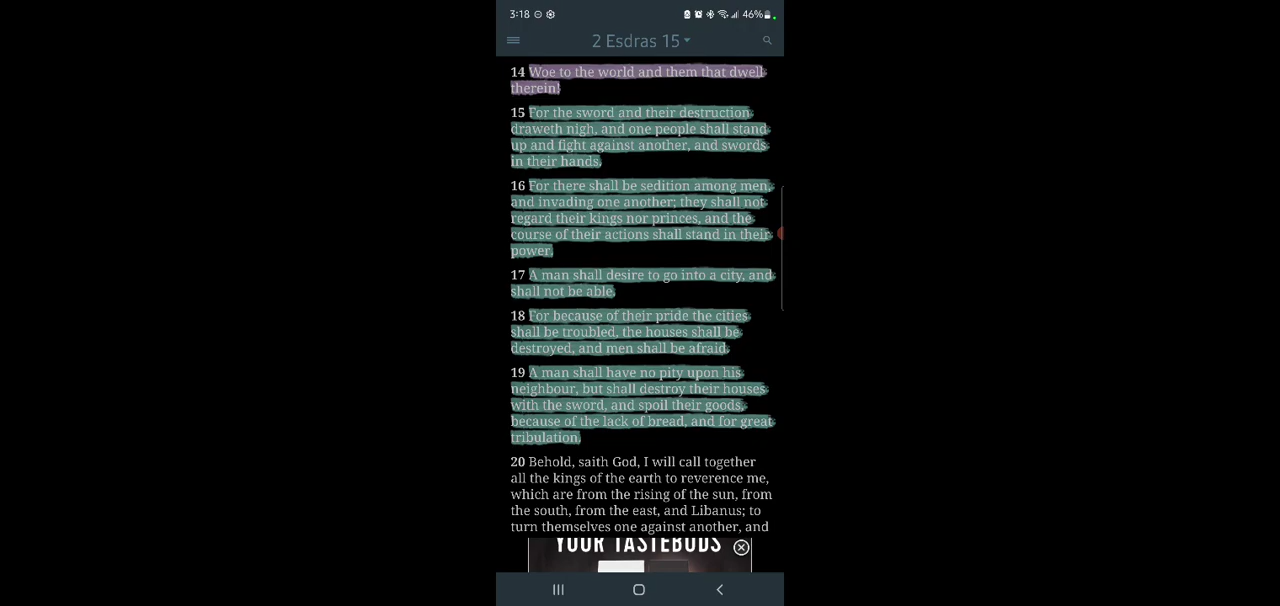 3:18 46%
2 Esdras 15
14 Woe to the world and them that dwell
therein!
15 For the sword and their destruction
draweth nigh, and one people shall stand
up and fight against another, and swords
in their hands.
16 For there shall be sedition among men,
and invading one another; they shall not
regard their kings nor princes, and the
course of their actions shall stand in their
power.
17 A man shall desire to go into a city, and
shall not be able.
18 For because of their pride the cities
shall be troubled, the houses shall be
destroyed, and men shall be afraid.
19 A man shall have no pity upon his
neighbour, but shall destroy their houses
with the sword, and spoil their goods,
because of the lack of bread, and for great
tribulation.
20 Behold, saith God, I will call together
all the kings of the earth to reverence me,
which are from the rising of the sun, from
the south, from the east, and Libanus; to
turn themselves one against another, and
YOUR TASTEBUDS